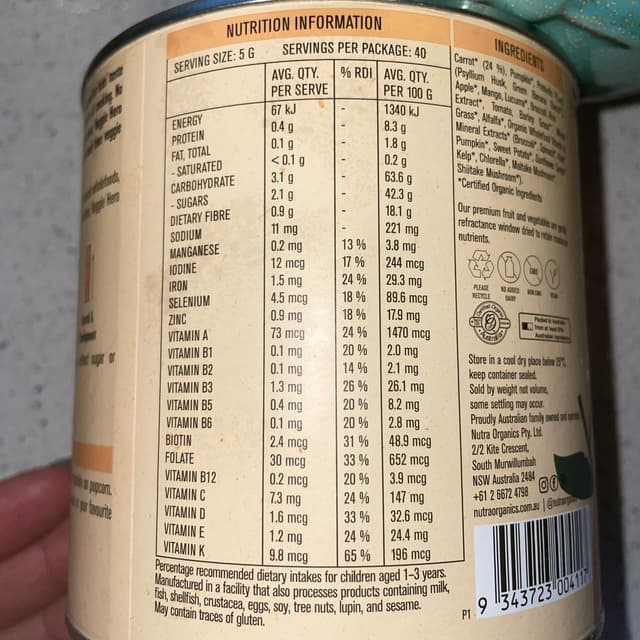 NUTRITION INFORMATION
SERVING SIZE: 5 G SERVINGS PER PACKAGE: 40
AVG. QTY. PER SERVE % RDI AVG. QTY. PER 100 G
ENERGY 67 kJ - 1340 kJ
PROTEIN 0.4 g - 8.3 g
FAT, TOTAL 0.1 g - 1.8 g
- SATURATED < 0.1 g - 0.2 g
CARBOHYDRATE 3.1 g - 63.6 g
- SUGARS 2.1 g - 42.3 g
DIETARY FIBRE 0.9 g - 18.1 g
SODIUM 11 mg - 221 mg
MANGANESE 0.2 mg 13 % 3.8 mg
IODINE 12 mcg 17 % 244 mcg
IRON 1.5 mg 24 % 29.3 mg
SELENIUM 4.5 mcg 18 % 89.6 mcg
ZINC 0.9 mg 18 % 17.9 mg
VITAMIN A 73 mcg 24 % 1470 mcg
VITAMIN B1 0.1 mg 20 % 2.0 mg
VITAMIN B2 0.1 mg 14 % 2.1 mg
VITAMIN B3 1.3 mg 26 % 26.1 mg
VITAMIN B5 0.4 mg 20 % 8.2 mg
VITAMIN B6 0.1 mg 20 % 2.8 mg
BIOTIN 2.4 mcg 31 % 48.9 mcg
FOLATE 30 mcg 33 % 652 mcg
VITAMIN B12 0.2 mcg 20 % 3.9 mcg
VITAMIN C 7.3 mg 24 % 147 mg
VITAMIN D 1.6 mcg 33 % 32.6 mcg
VITAMIN E 1.2 mg 24 % 24.4 mg
VITAMIN K 9.8 mcg 65 % 196 mcg
Percentage recommended dietary intakes for children aged 1–3 years.
Manufactured in a facility that also processes products containing milk,
fish, shellfish, crustacea, eggs, soy, tree nuts, lupin, and sesame.
May contain traces of gluten.
INGREDIENTS
Carrot* (24 %), Pumpkin*,
(Psyllium Husk, Green
Apple*, Mango, Lucuma*
Extract*, Tomato, Barley
Grass*, Alfalfa*, Organic
Mineral Extracts* (Broccoli*,
Pumpkin*, Sweet Potato*,
Kelp*, Chlorella*, Maitake Mushroom*
Shiitake Mushroom*).
*Certified Organic Ingredients
Our premium fruit and vegetables are
refractance window dried to retain
nutrients.
PLEASE RECYCLE
NO ADDED DAIRY
NON GMO
VEGAN
Store in a cool dry place below
keep container sealed.
Sold by weight not volume,
some settling may occur.
Proudly Australian family owned and
Nutra Organics Pty. Ltd.
2/2 Kite Crescent,
South Murwillumbah
NSW Australia 2484
+61 2 6672 4798
nutraorganics.com.au |
P1
9 343723 004117
sugar or
on popcorn.
your favourite